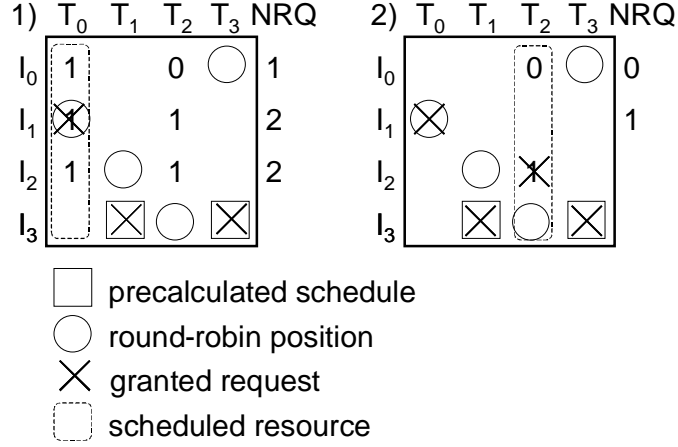 1) T0 T1 T2 T3 NRQ 2) T0 T1 T2 T3 NRQ
I0 1 0 1 I0 0 0
I1 1 1 2 I1 1
I2 1 1 2 I2 1
I3 I3
precalculated schedule
round-robin position
granted request
scheduled resource